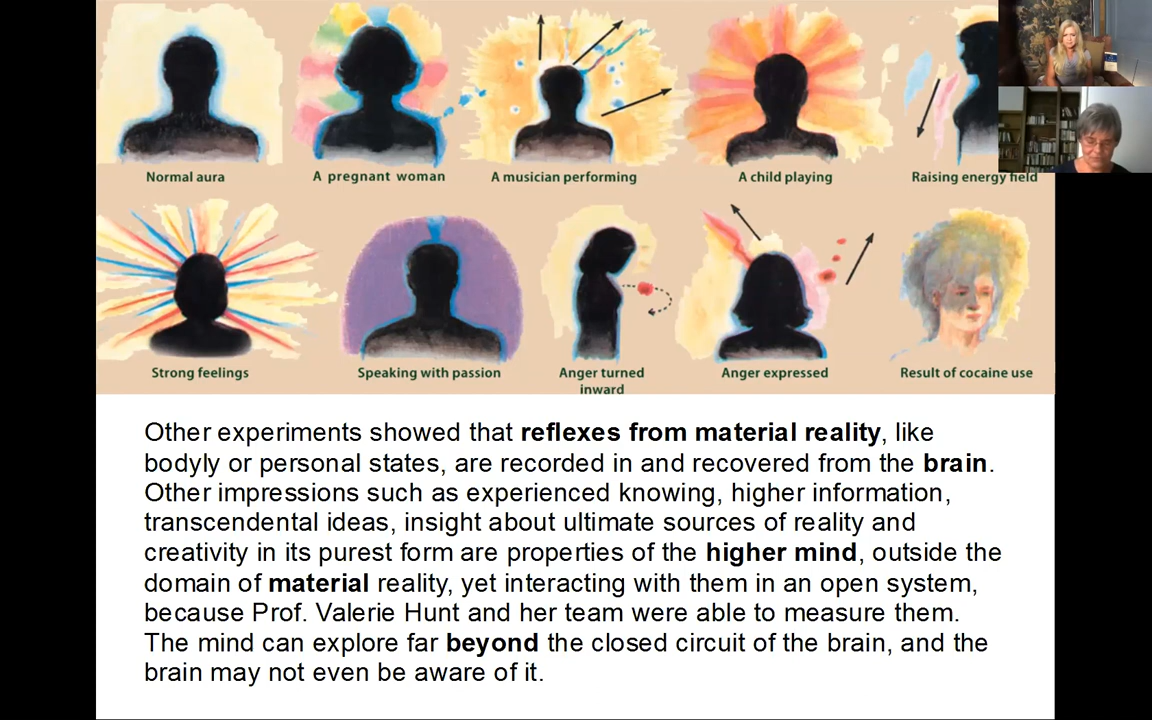 Normal aura
A pregnant woman
A musician performing
A child playing
Raising energy field
Strong feelings
Speaking with passion
Anger turned
inward
Anger expressed
Result of cocaine use
Other experiments showed that reflexes from material reality, like
bodyly or personal states, are recorded in and recovered from the brain.
Other impressions such as experienced knowing, higher information,
transcendental ideas, insight about ultimate sources of reality and
creativity in its purest form are properties of the higher mind, outside the
domain of material reality, yet interacting with them in an open system,
because Prof. Valerie Hunt and her team were able to measure them.
The mind can explore far beyond the closed circuit of the brain, and the
brain may not even be aware of it.